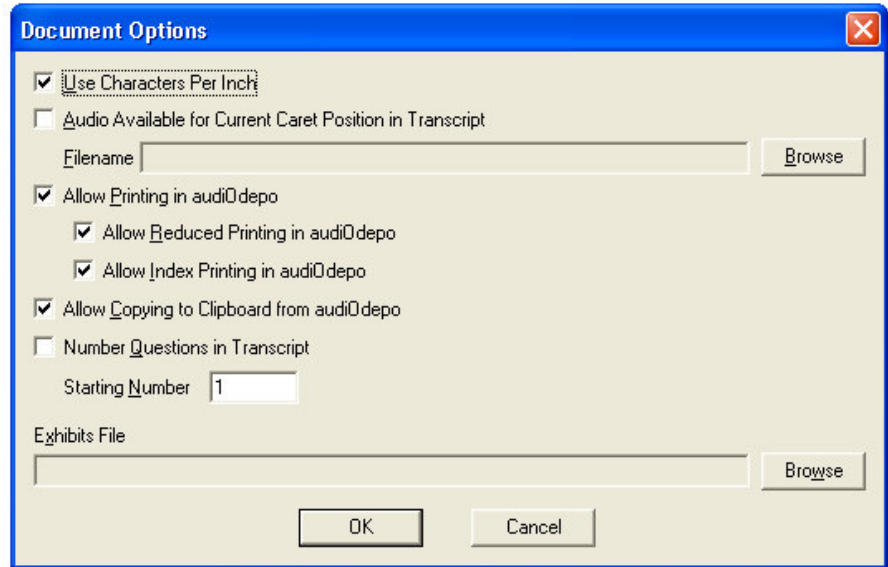 Document Options
Use Characters Per Inch
Audio Available for Current Caret Position in Transcript
Filename Browse
Allow Printing in audiOdepo
Allow Reduced Printing in audiOdepo
Allow Index Printing in audiOdepo
Allow Copying to Clipboard from audiOdepo
Number Questions in Transcript
Starting Number 1
Exhibits File
Browse
OK Cancel